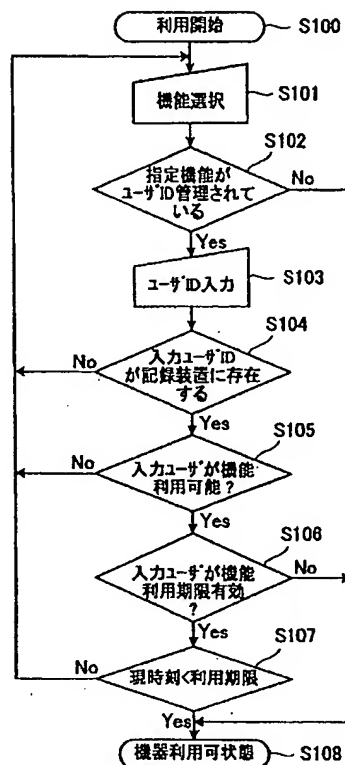 利用開始
S100
機能選択
S101
S102
指定機能が
ユーザID管理されて
いる
No
Yes
ユーザID入力
S103
S104
入力ユーザID
が記録装置に存在
する
No
Yes
S105
入力ユーザが機能
利用可能?
No
Yes
S106
入力ユーザが機能
利用期限有効
?
No
Yes
S107
現時刻<利用期限
No
Yes
機器利用可状態
S108